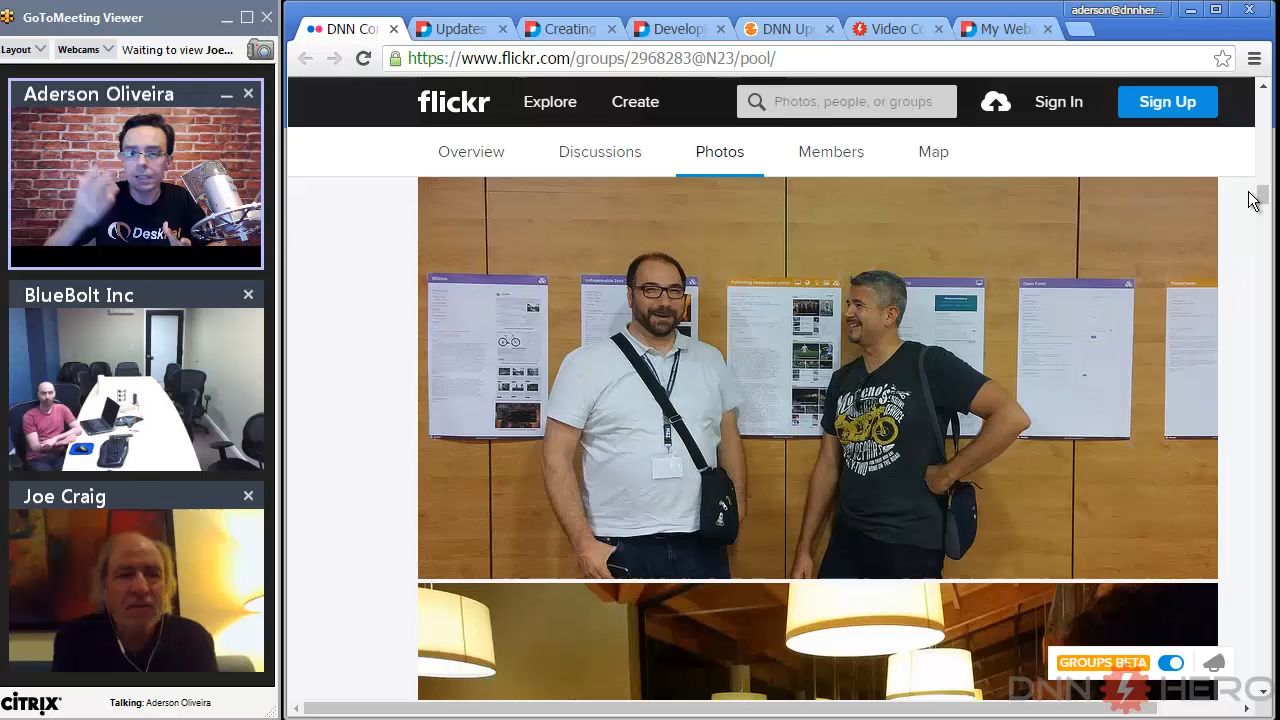 GoToMeeting Viewer
Layout
Webcams
Waiting to view Joe...
Aderson Oliveira
BlueBolt Inc
Joe Craig
CITRIX
Talking: Aderson Oliveira
aderson@dnnher...
DNN Co
Updates
Creating
Develop
DNN Up
Video Co
My Web
https://www.flickr.com/groups/2968283@N23/pool/
flickr
Explore
Create
Photos, people, or groups
Sign In
Sign Up
Overview
Discussions
Photos
Members
Map
Open Form
GROUPS BETA
DNN HERO